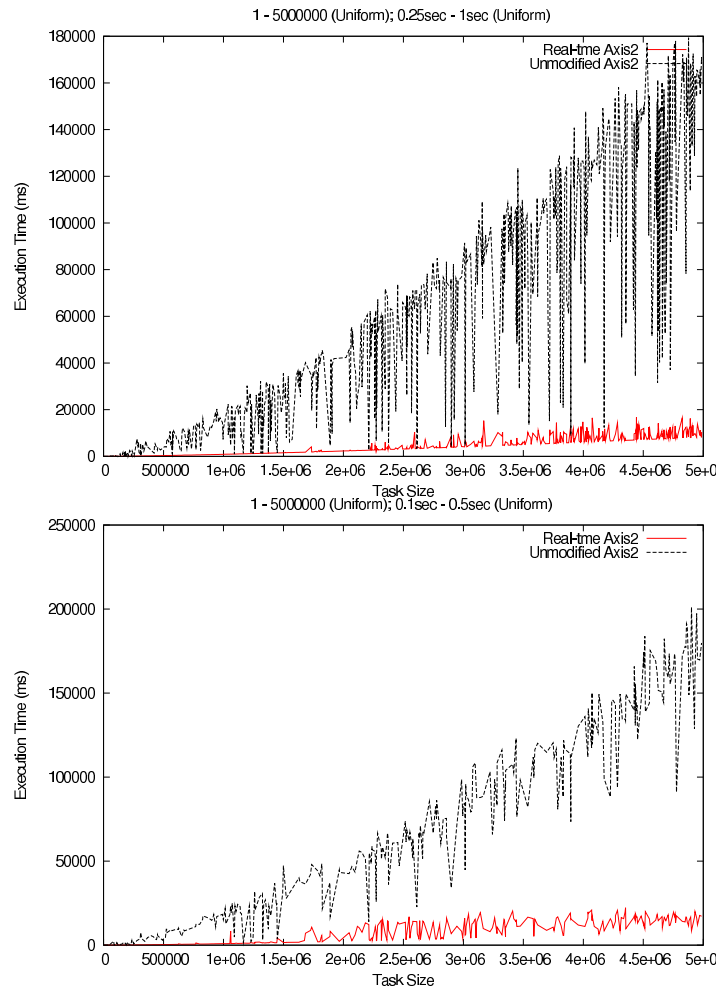 1 - 5000000 (Uniform); 0.25sec - 1sec (Uniform)
180000
160000
140000
120000
100000
80000
60000
40000
20000
0
Execution Time (ms)
Real-tme Axis2
Unmodified Axis2
0 500000 1e+06 1.5e+06 2e+06 2.5e+06 3e+06 3.5e+06 4e+06 4.5e+06 5e+0
Task Size
1 - 5000000 (Uniform); 0.1sec - 0.5sec (Uniform)
250000
200000
150000
100000
50000
0
Execution Time (ms)
Real-tme Axis2
Unmodified Axis2
0 500000 1e+06 1.5e+06 2e+06 2.5e+06 3e+06 3.5e+06 4e+06 4.5e+06 5e+0
Task Size